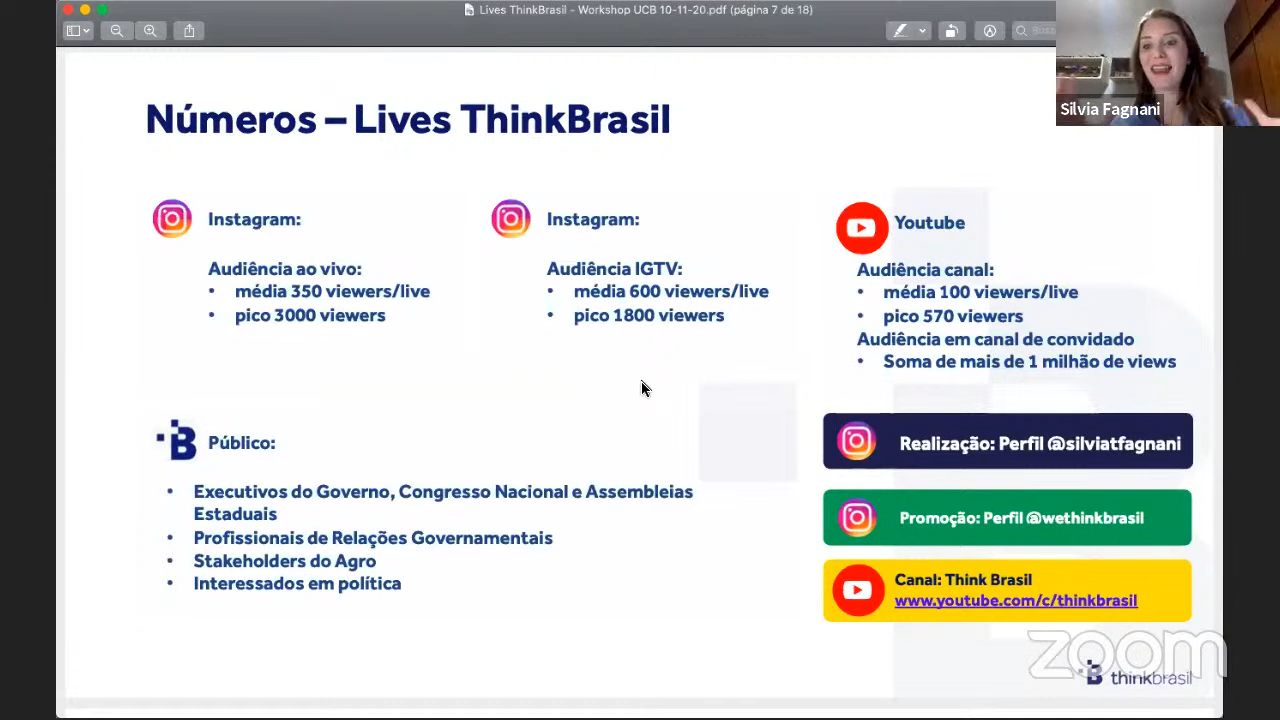 Lives ThinkBrasil - Workshop UCB 10-11-20.pdf (página 7 de 18)
Silvia Fagnani
Números – Lives ThinkBrasil
Instagram:
Audiência ao vivo:
• média 350 viewers/live
• pico 3000 viewers
Instagram:
Audiência IGTV:
• média 600 viewers/live
• pico 1800 viewers
Youtube
Audiência canal:
• média 100 viewers/live
• pico 570 viewers
Audiência em canal de convidado
• Soma de mais de 1 milhão de views
Público:
• Executivos do Governo, Congresso Nacional e Assembleias
Estaduais
• Profissionais de Relações Governamentais
• Stakeholders do Agro
• Interessados em política
Realização: Perfil @silviatfagnani
Promoção: Perfil @wethinkbrasil
Canal: Think Brasil
www.youtube.com/c/thinkbrasil
zoom
thinkbrasil